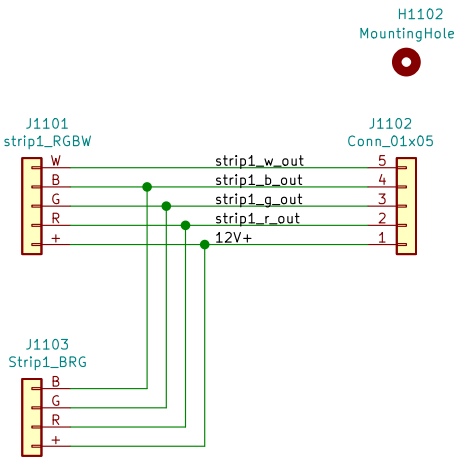 H1102
MountingHole
J1101
strip1_RGBW
J1102
Conn_01x05
W strip1_w_out 5
B strip1_b_out 4
G strip1_g_out 3
R strip1_r_out 2
+ 12V+ 1
J1103
Strip1_BRG
B
G
R
+